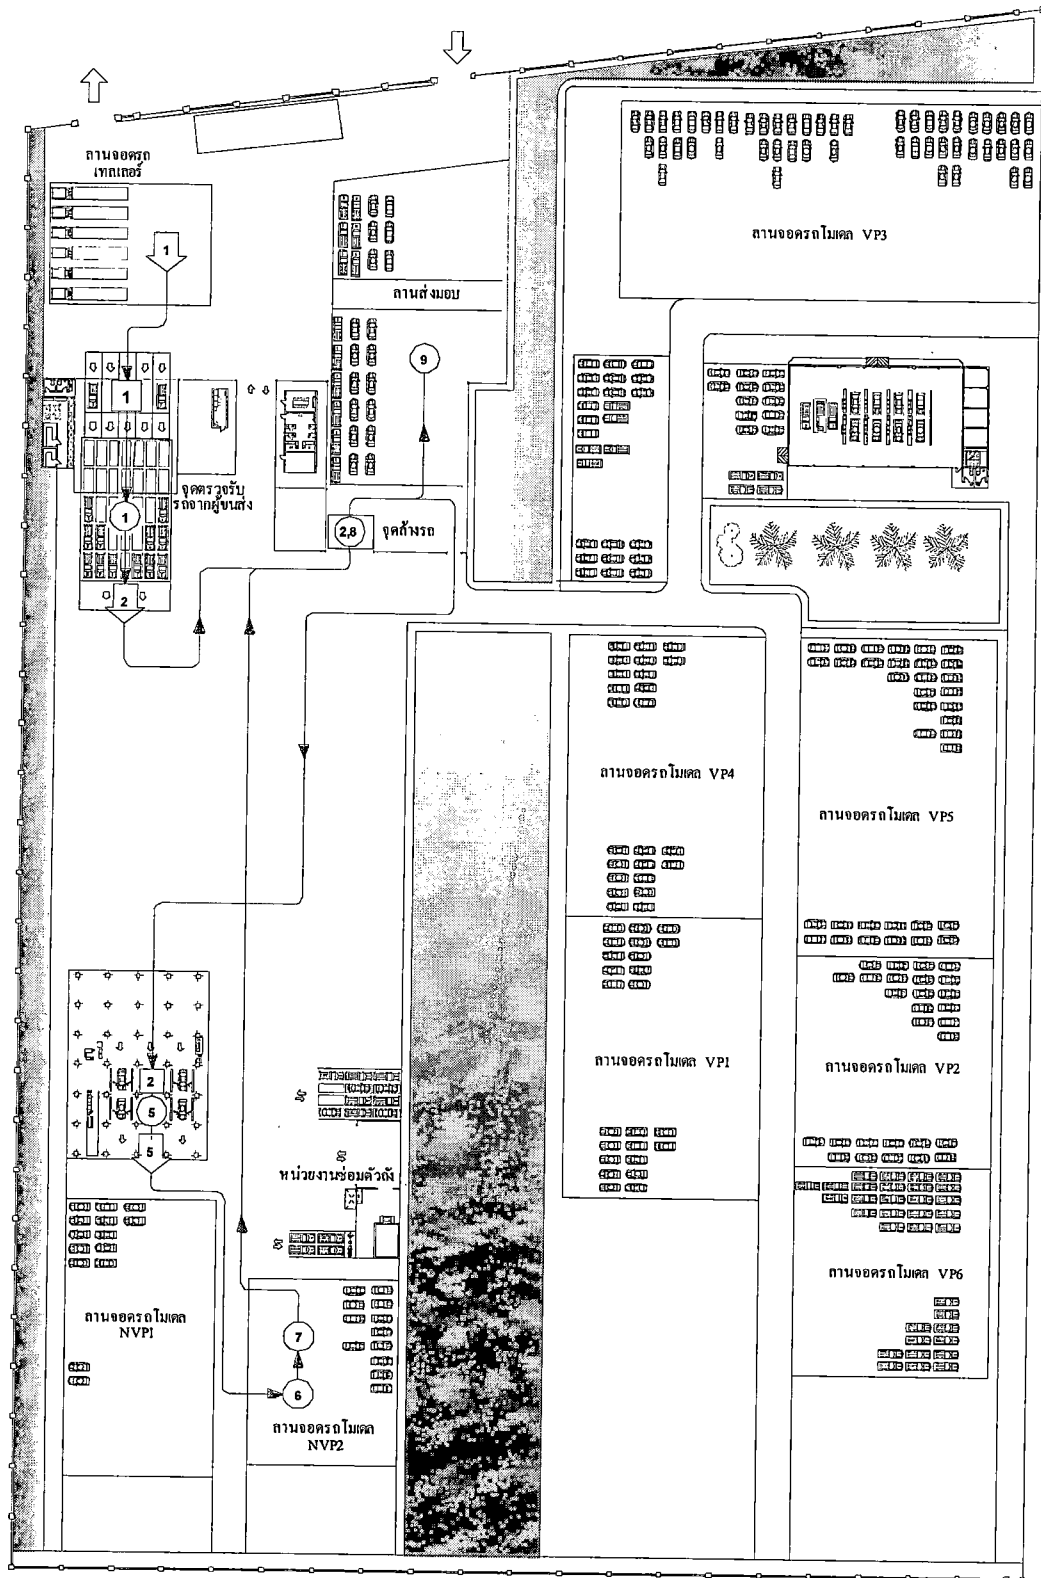 ลานจอดรถ
เทลเลอร์
1
ลานจอดรถโมเดล VP3
ลานส่งมอบ
9
1
จุดตรวจรับ
รถจากผู้ขนส่ง
1
2,8
จุดล้างรถ
2
ลานจอดรถโมเดล VP4
ลานจอดรถโมเดล VP5
ลานจอดรถโมเดล VP1
ลานจอดรถโมเดล VP2
2
5
5
หน่วยงานซ่อมตัวถัง
ลานจอดรถโมเดล VP6
ลานจอดรถโมเดล
NVP1
7
6
ลานจอดรถโมเดล
NVP2